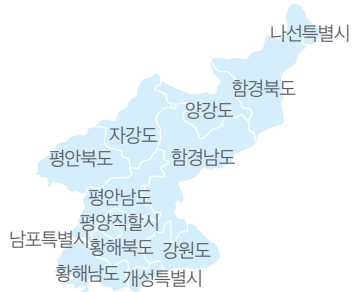 나선특별시
함경북도
양강도
자강도
평안북도
함경남도
평안남도
평양직할시
남포특별시
황해북도
강원도
황해남도
개성특별시